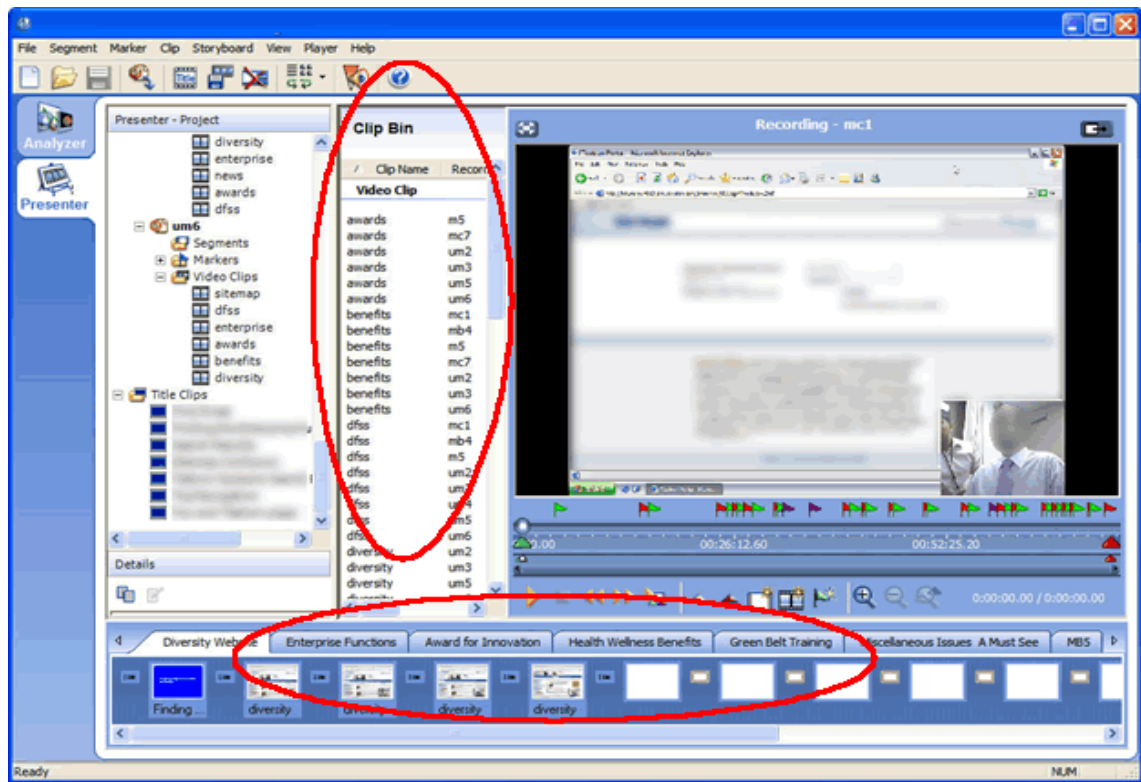 File Segment Marker Clip Storyboard View Player Help
Title
Analyzer
Presenter
Presenter - Project
diversity
enterprise
news
awards
dfss
um6
Segments
Markers
Video Clips
sitemap
dfss
enterprise
awards
benefits
diversity
Title Clips
Details
Clip Bin
/ Clip Name Record
Video Clip
awards m5
awards mc7
awards um2
awards um3
awards um5
awards um6
benefits mc1
benefits mb4
benefits m5
benefits mc7
benefits um2
benefits um3
benefits um6
dfss mc1
dfss mb4
dfss m5
dfss um2
dfss
dfss
dfss um5
dfss um6
diversity um2
diversity um3
diversity um5
Recording - mc1
00:26:12.60 00:52:25.20
0:00:00.00 / 0:00:00.00
Diversity Website Enterprise Functions Award for Innovation Health Wellness Benefits Green Belt Training Miscellaneous Issues A Must See MB5
Finding ... diversity diversity diversity diversity
Ready NUM